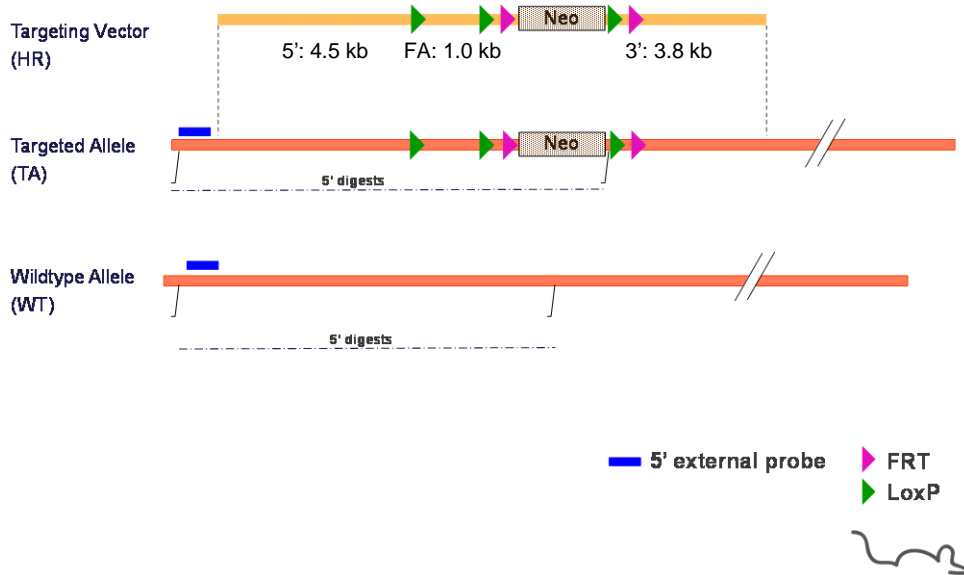 Targeting Vector
(HR)
Neo
5': 4.5 kb
FA: 1.0 kb
3': 3.8 kb
Targeted Allele
(TA)
Neo
5' digests
Wildtype Allele
(WT)
5' digests
5' external probe
FRT
LoxP